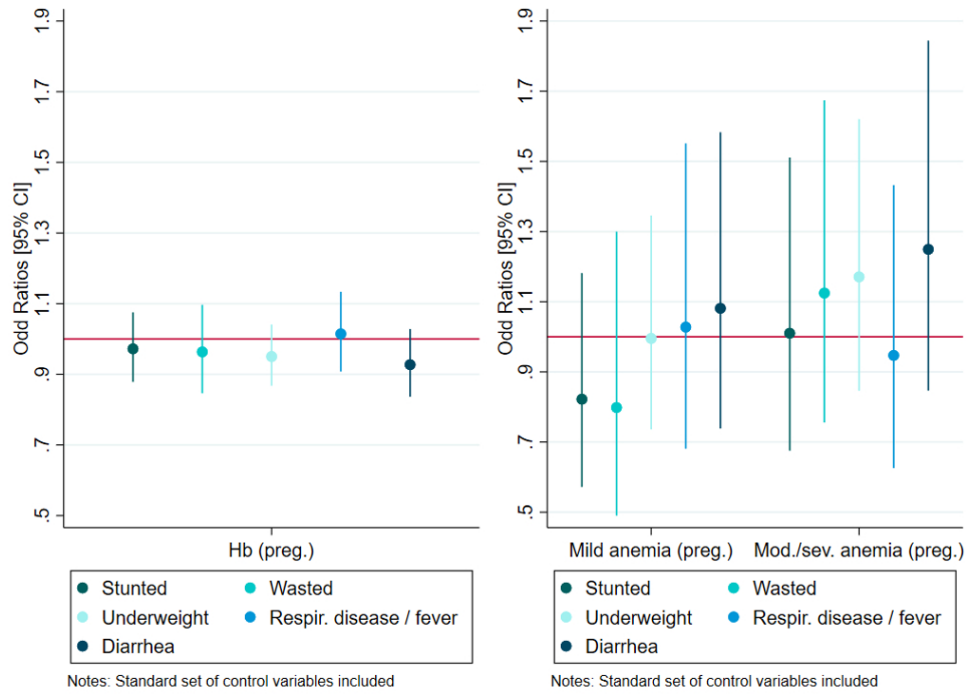 Odd Ratios [95% CI]
1.9
1.7
1.5
1.3
1.1
.9
.7
.5
Hb (preg.)
Stunted Wasted
Underweight Respir. disease / fever
Diarrhea
Notes: Standard set of control variables included
Odd Ratios [95% CI]
1.9
1.7
1.5
1.3
1.1
.9
.7
.5
Mild anemia (preg.) Mod./sev. anemia (preg.)
Stunted Wasted
Underweight Respir. disease / fever
Diarrhea
Notes: Standard set of control variables included